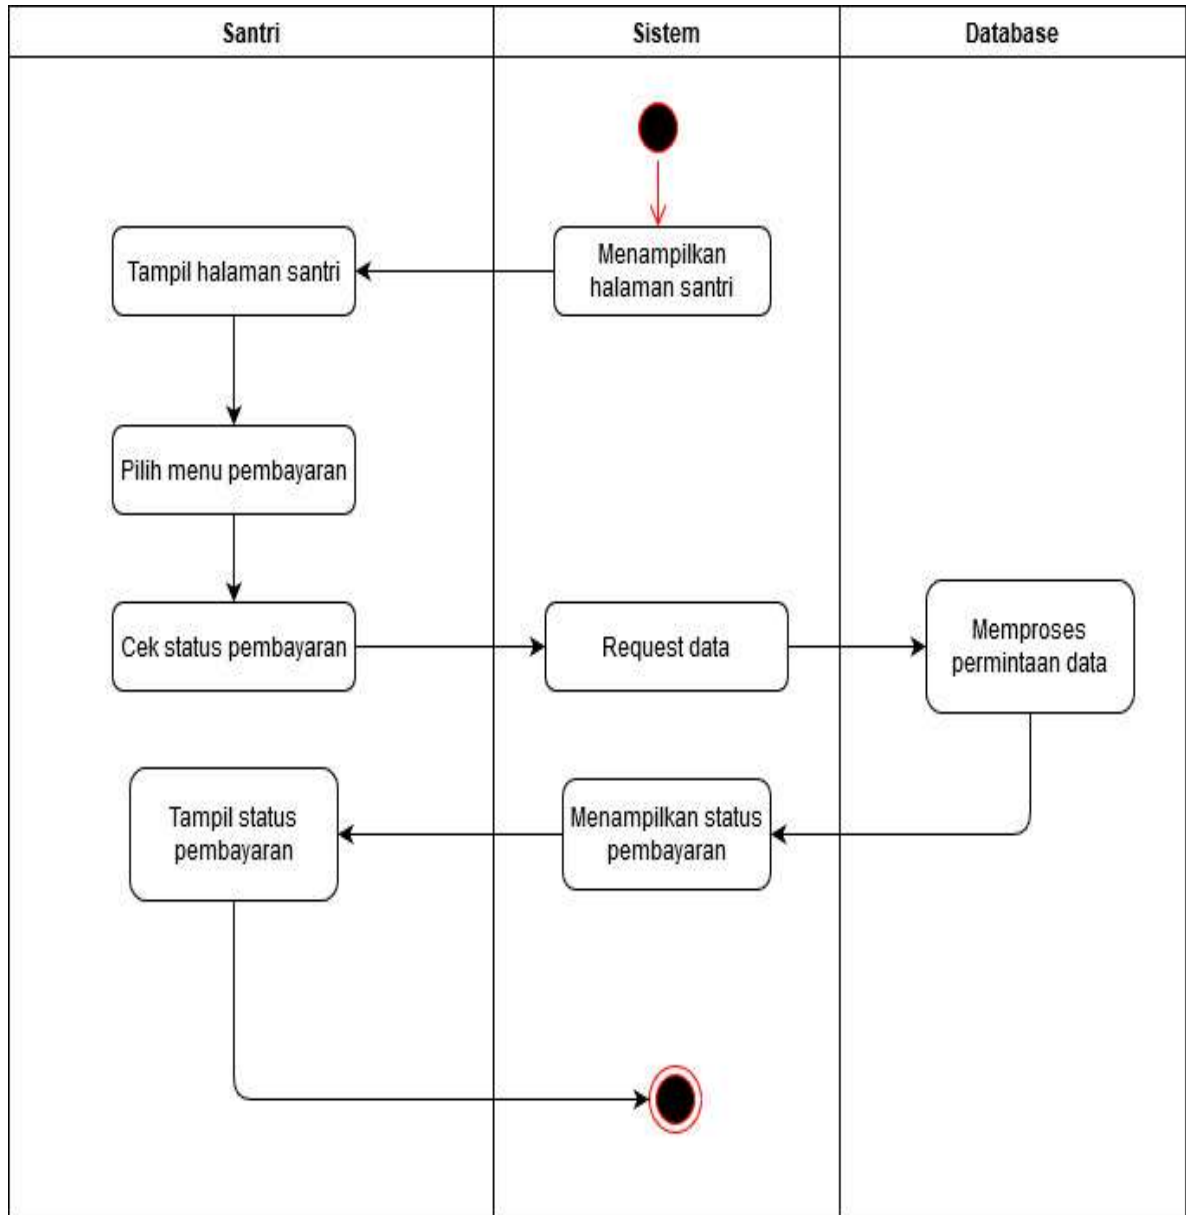 Santri
Sistem
Database
Menampilkan
halaman santri
Tampil halaman santri
Pilih menu pembayaran
Cek status pembayaran
Request data
Memproses
permintaan data
Menampilkan status
pembayaran
Tampil status
pembayaran